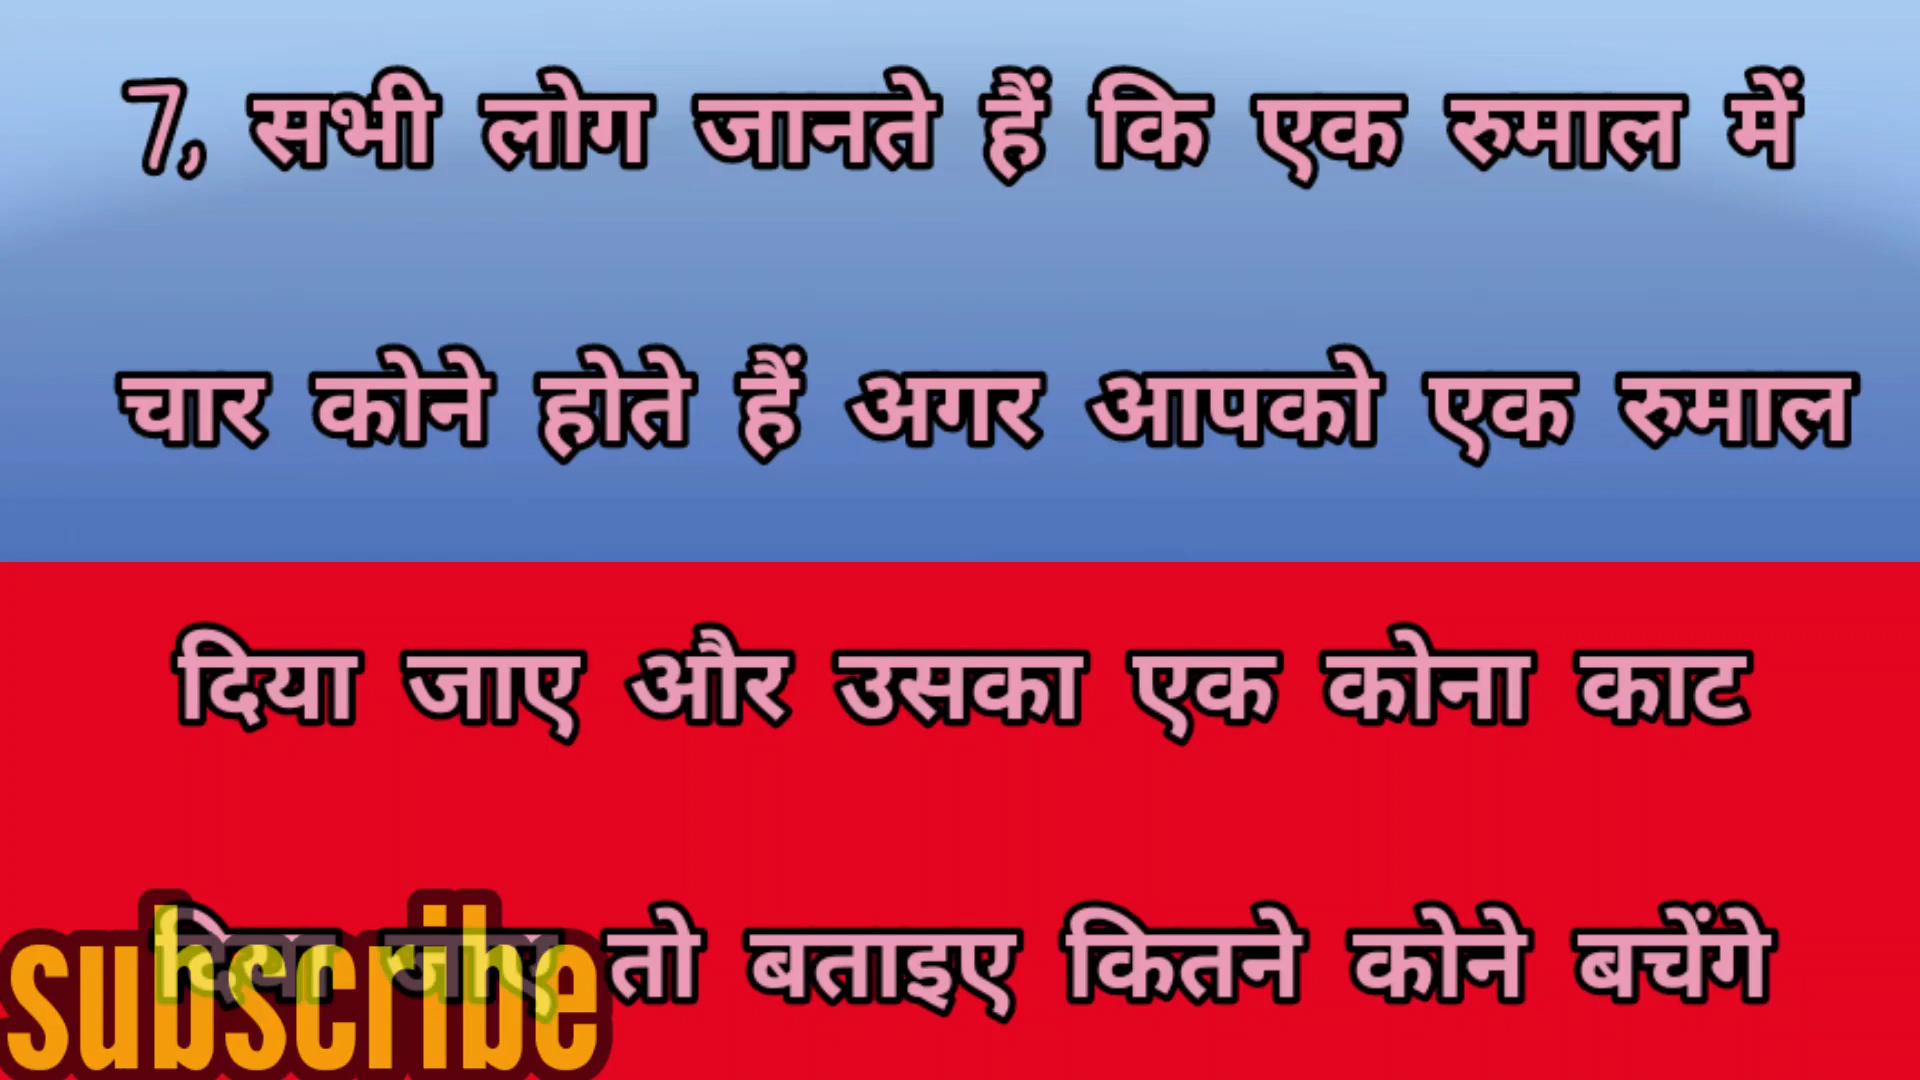 7, सभी लोग जानते हैं कि एक रुमाल में
चार कोने होते हैं अगर आपको एक रुमाल
दिया जाए और उसका एक कोना काट
दिया जाए तो बताइए कितने कोने बचेंगे
subscribe